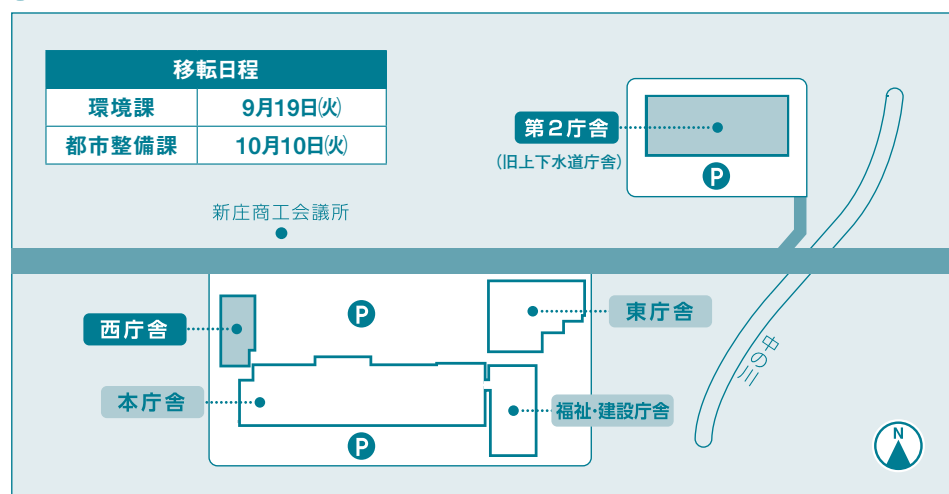 移転日程
環境課 9月19日㈫
都市整備課 10月10日㈫
第2庁舎
(旧上下水道庁舎)
P
新庄商工会議所
西庁舎
P
東庁舎
中の川
本庁舎
福祉・建設庁舎
P
N